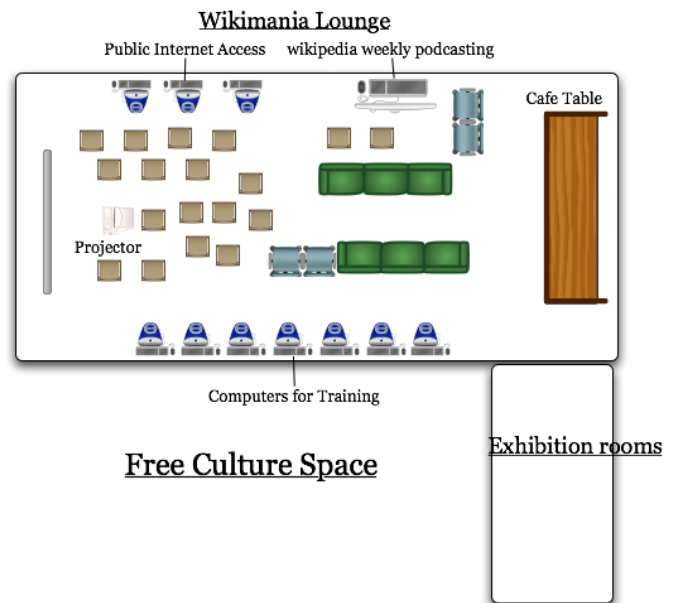 Wikimania Lounge
Public Internet Access
wikipedia weekly podcasting
Cafe Table
Projector
Computers for Training
Exhibition rooms
Free Culture Space